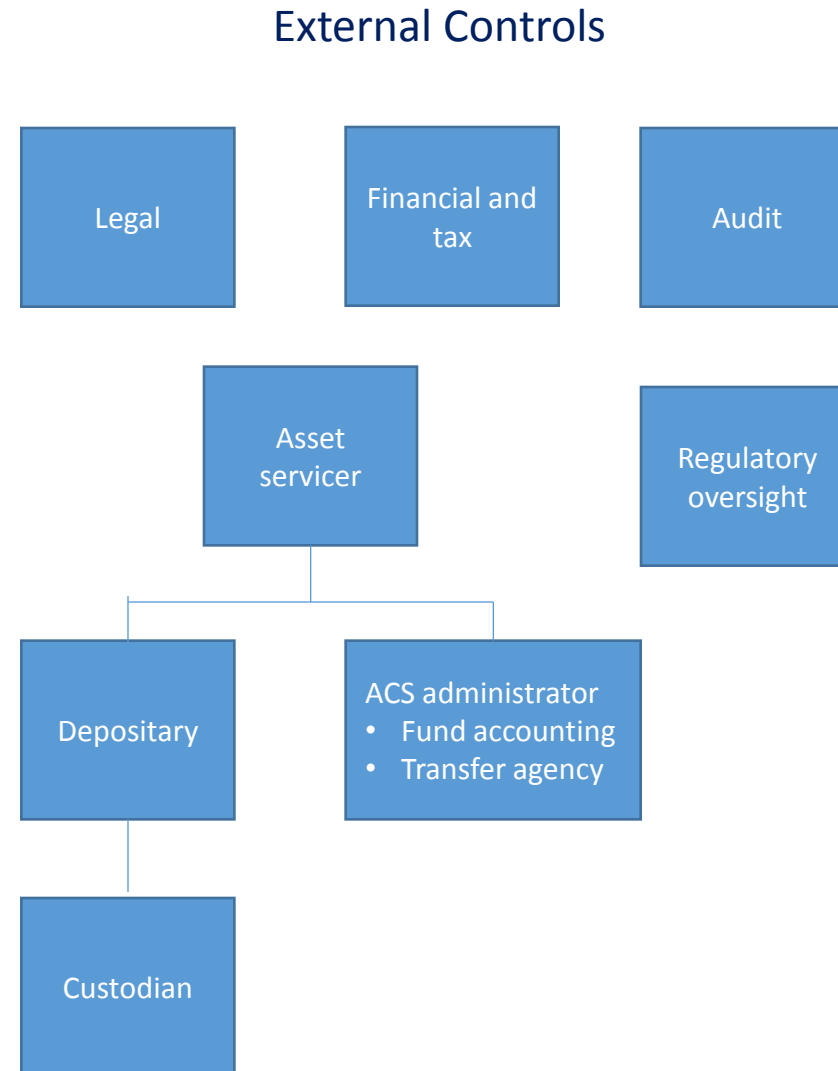 External Controls
Legal
Financial and
tax
Audit
Asset
servicer
Regulatory
oversight
Depositary
ACS administrator
• Fund accounting
• Transfer agency
Custodian